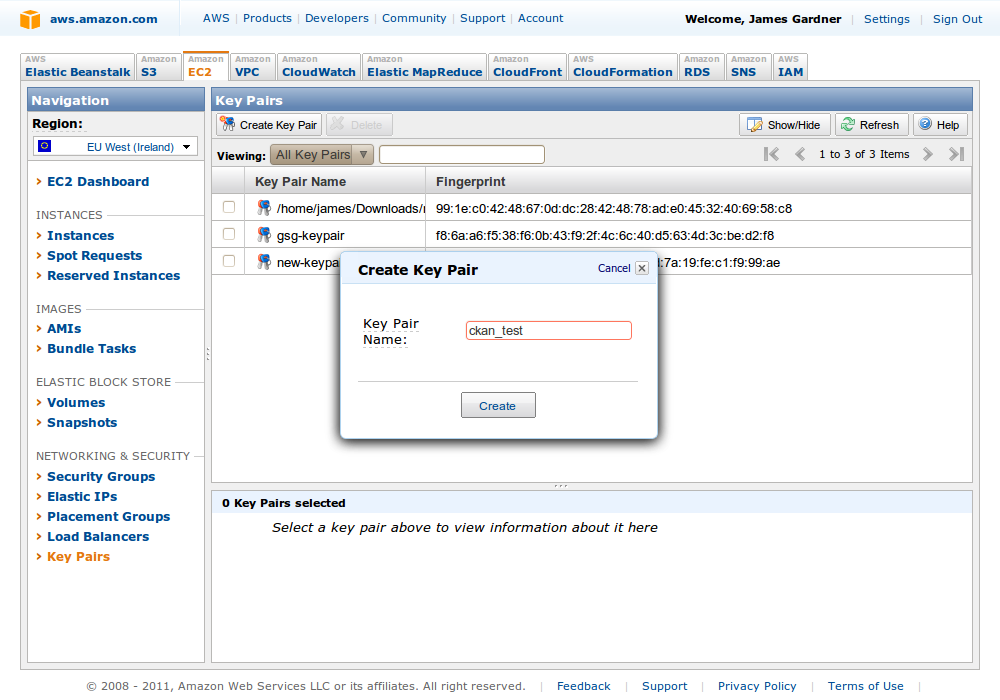 aws.amazon.com
AWS | Products | Developers | Community | Support | Account
Welcome, James Gardner | Settings | Sign Out
AWS Elastic Beanstalk
Amazon S3
Amazon EC2
Amazon VPC
Amazon CloudWatch
Amazon Elastic MapReduce
Amazon CloudFront
AWS CloudFormation
Amazon RDS
Amazon SNS
AWS IAM
Navigation
Region:
EU West (Ireland)
EC2 Dashboard
INSTANCES
Instances
Spot Requests
Reserved Instances
IMAGES
AMIs
Bundle Tasks
ELASTIC BLOCK STORE
Volumes
Snapshots
NETWORKING & SECURITY
Security Groups
Elastic IPs
Placement Groups
Load Balancers
Key Pairs
Key Pairs
Create Key Pair
Delete
Show/Hide
Refresh
Help
Viewing: All Key Pairs
1 to 3 of 3 Items
Key Pair Name Fingerprint
/home/james/Downloads/ 99:1e:c0:42:48:67:0d:dc:28:42:48:78:ad:e0:45:32:40:69:58:c8
gsg-keypair f8:6a:a6:f5:38:f6:0b:43:f9:2f:4c:6c:40:d5:63:4d:3c:be:d2:f8
new-keypa :7a:19:fe:c1:f9:99:ae
Create Key Pair
Cancel
Key Pair
Name:
ckan_test
Create
0 Key Pairs selected
Select a key pair above to view information about it here
© 2008 - 2011, Amazon Web Services LLC or its affiliates. All right reserved. | Feedback | Support | Privacy Policy | Terms of Use |